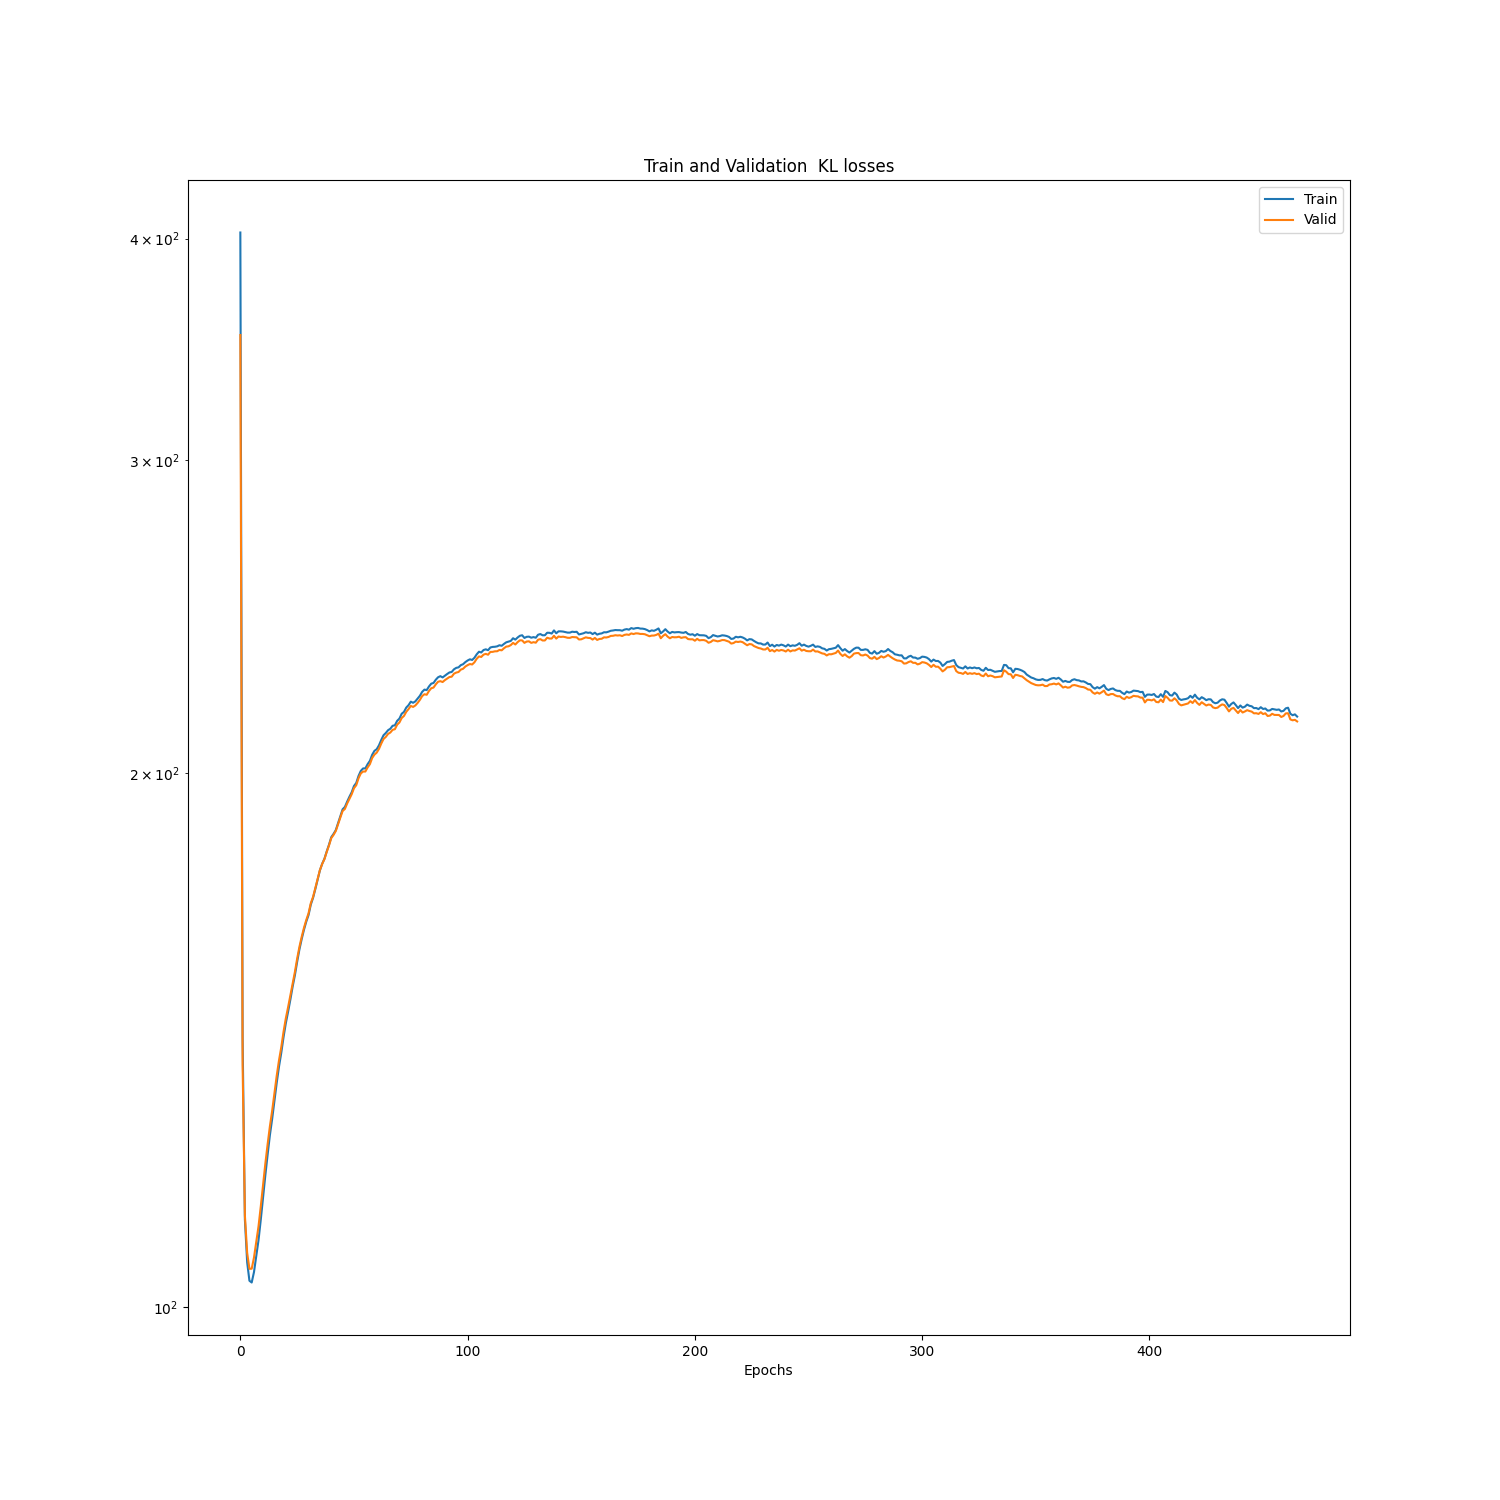 Train and Validation  KL losses
Train
Valid
4 × 10²
3 × 10²
2 × 10²
10²
0 100 200 300 400
Epochs